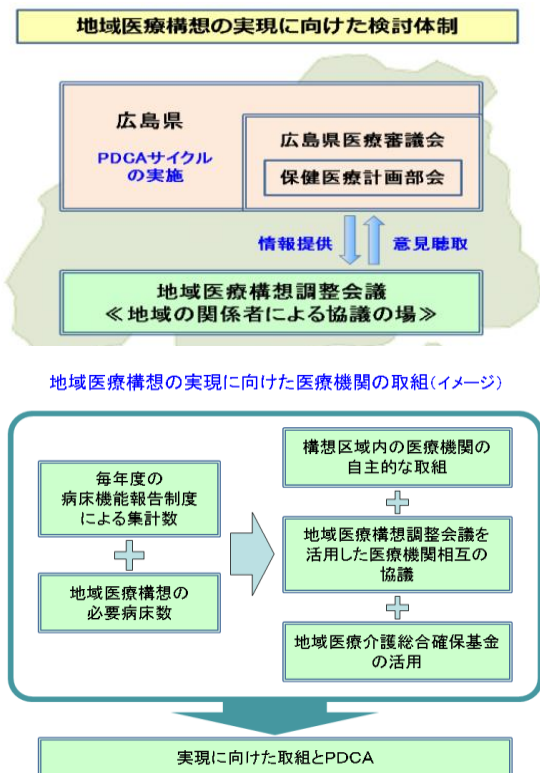 地域医療構想の実現に向けた検討体制
広島県
PDCAサイクル
の実施
広島県医療審議会
保健医療計画部会
情報提供
意見聴取
地域医療構想調整会議
≪地域の関係者による協議の場≫
地域医療構想の実現に向けた医療機関の取組(イメージ)
毎年度の
病床機能報告制度
による集計数
地域医療構想の
必要病床数
構想区域内の医療機関の
自主的な取組
地域医療構想調整会議を
活用した医療機関相互の
協議
地域医療介護総合確保基金
の活用
実現に向けた取組とPDCA